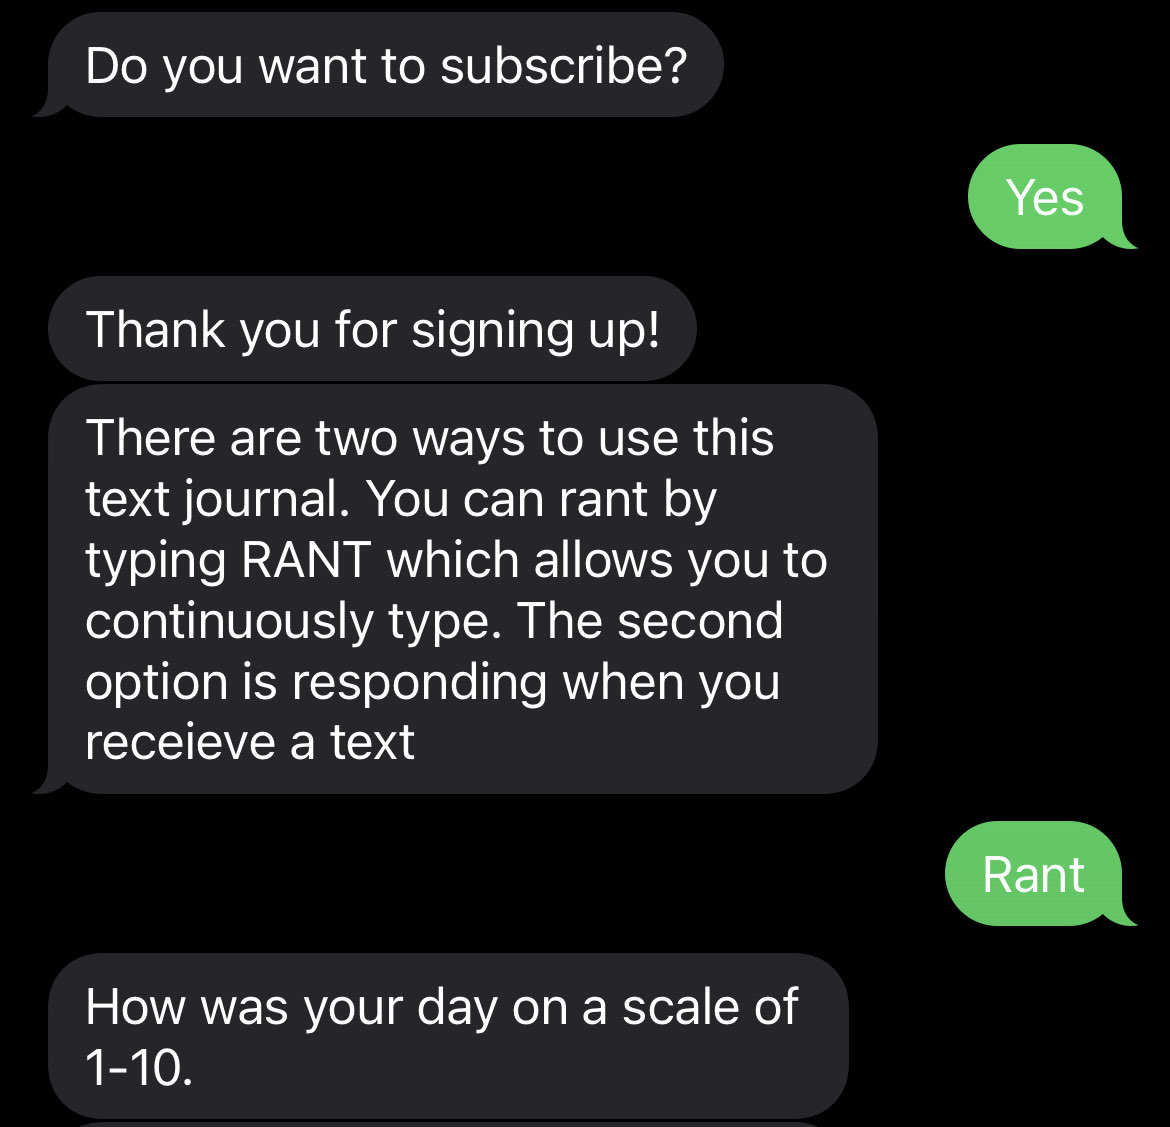 Do you want to subscribe?
Yes
Thank you for signing up!
There are two ways to use this
text journal. You can rant by
typing RANT which allows you to
continuously type. The second
option is responding when you
receieve a text
Rant
How was your day on a scale of
1-10.